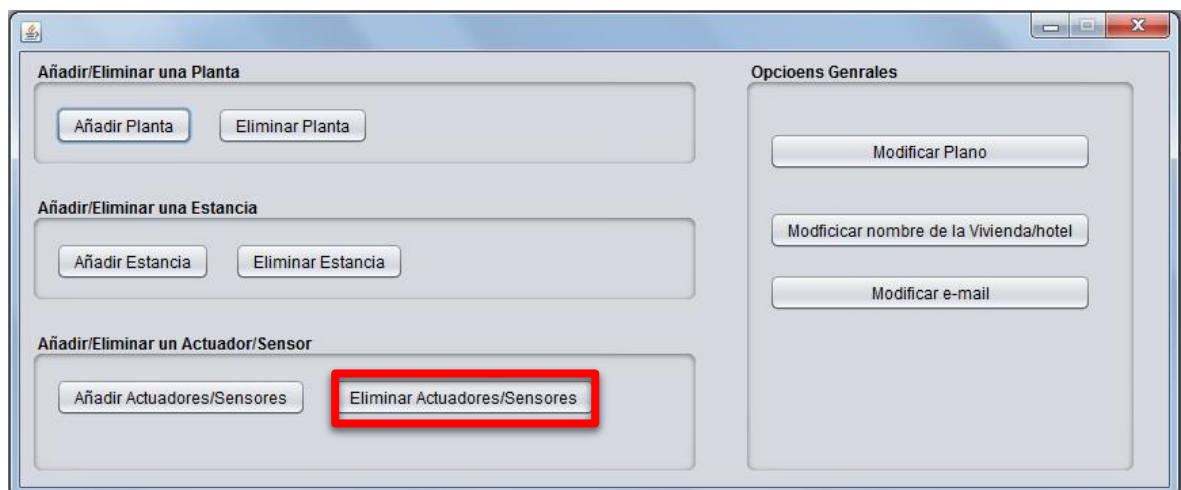 Añadir/Eliminar una Planta
Añadir Planta
Eliminar Planta
Añadir/Eliminar una Estancia
Añadir Estancia
Eliminar Estancia
Añadir/Eliminar un Actuador/Sensor
Añadir Actuadores/Sensores
Eliminar Actuadores/Sensores
Opcioens Genrales
Modificar Plano
Modficicar nombre de la Vivienda/hotel
Modificar e-mail